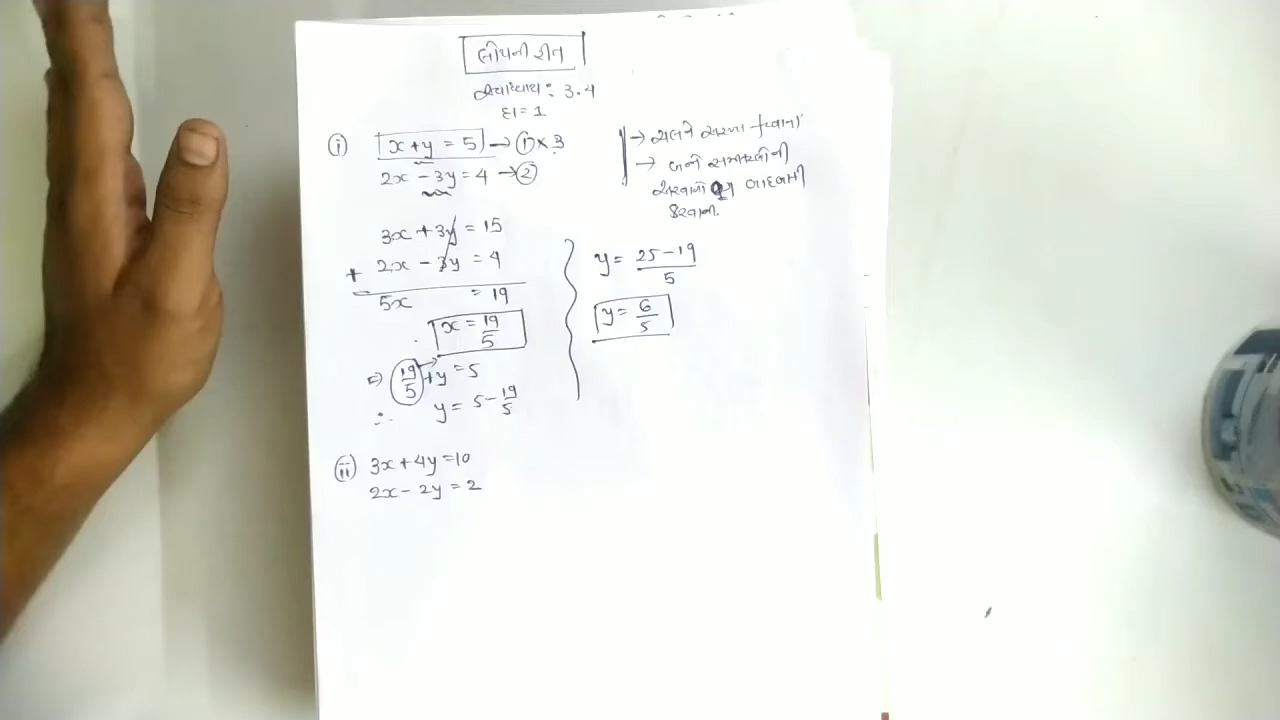 લોપની રીત
સ્વાધ્યાય: 3.4
દા = 1
(i) x + y = 5 → ① × 3
2x - 3y = 4 → ②
→ ચલને સરખા
→ બંને સમીકરણોની
સરવાળો બાદબાકી
કરવાની.
3x + 3y = 15
+ 2x - 3y = 4
5x = 19
x = 19/5
⇒ 19/5 + y = 5
∴ y = 5 - 19/5
y = 25-19/5
y = 6/5
(ii) 3x + 4y = 10
2x - 2y = 2